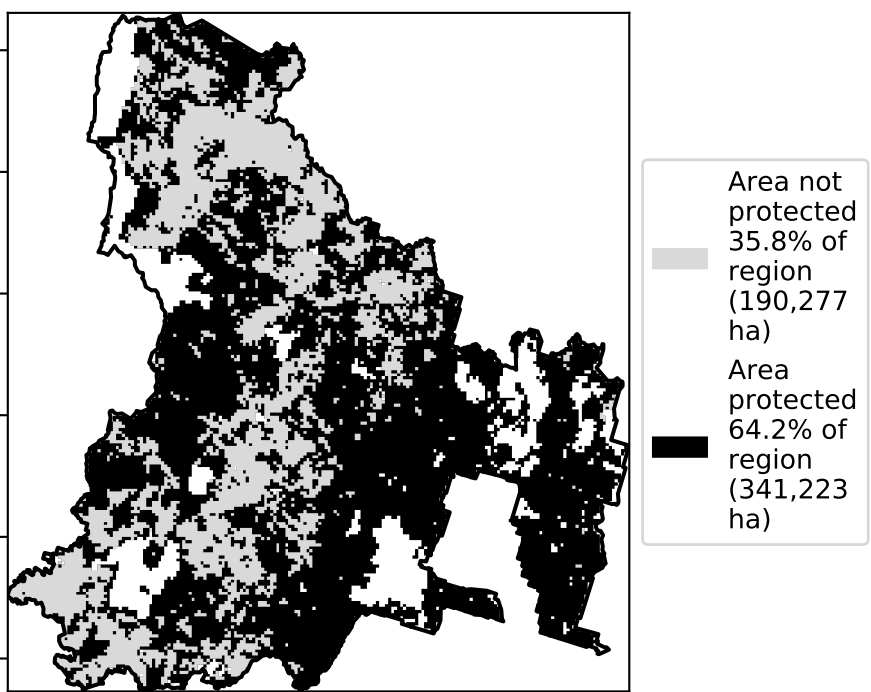 Area not
protected
35.8% of
region
(190,277
ha)
Area
protected
64.2% of
region
(341,223
ha)